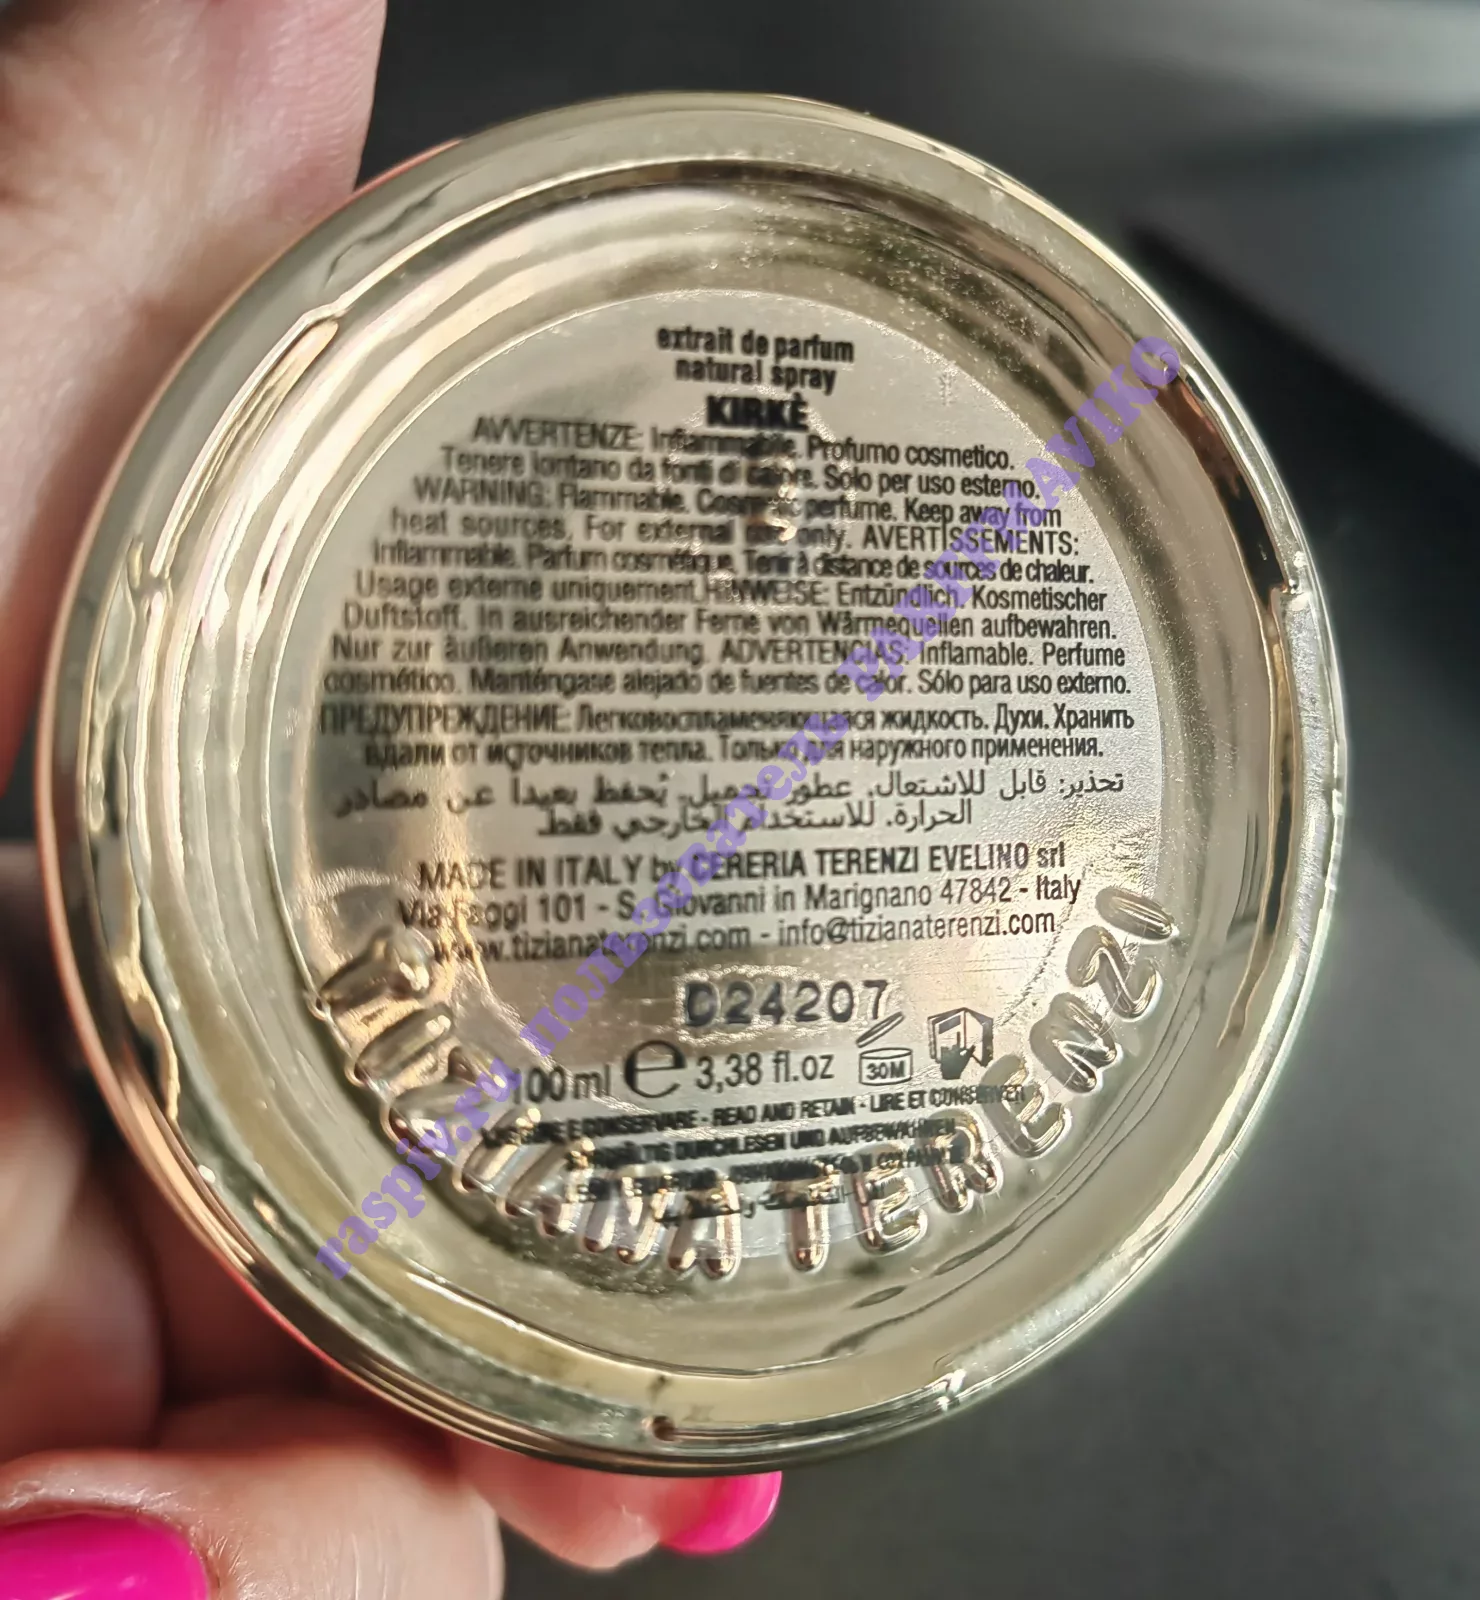 extrait de parfum
natural spray
KIRKÈ
AVVERTENZE: Infiammabile. Profumo cosmetico.
Tenere lontano da fonti di calore. Solo per uso esterno.
WARNING: Flammable. Cosmetic perfume. Keep away from
heat sources. For external use only. AVERTISSEMENTS:
Inflammable. Parfum cosmétique. Tenir à distance de sources de chaleur.
Usage externe uniquement. HINWEISE: Entzündlich. Kosmetischer
Duftstoff. In ausreichender Ferne von Wärmequellen aufbewahren.
Nur zur äußeren Anwendung. ADVERTENCIAS: Inflamable. Perfume
cosmético. Manténgase alejado de fuentes de calor. Sólo para uso externo.
ПРЕДУПРЕЖДЕНИЕ: Легковоспламеняющаяся жидкость. Духи. Хранить
вдали от источников тепла. Только для наружного применения.
تحذير: قابل للاشتعال. عطور تجميل. يُحفظ بعيداً عن مصادر
الحرارة. للاستخدام الخارجي فقط
MADE IN ITALY by CERERIA TERENZI EVELINO srl
Via Faggi 101 - S. Giovanni in Marignano 47842 - Italy
www.tizianaterenzi.com - info@tizianaterenzi.com
D24207
100ml e 3,38 fl.oz 30M
LEGGERE E CONSERVARE - READ AND RETAIN - LIRE ET CONSERVER
DURCHLESEN UND AUFBEWAHREN
TIZIANA TERENZI
raspiv.ru пользователь